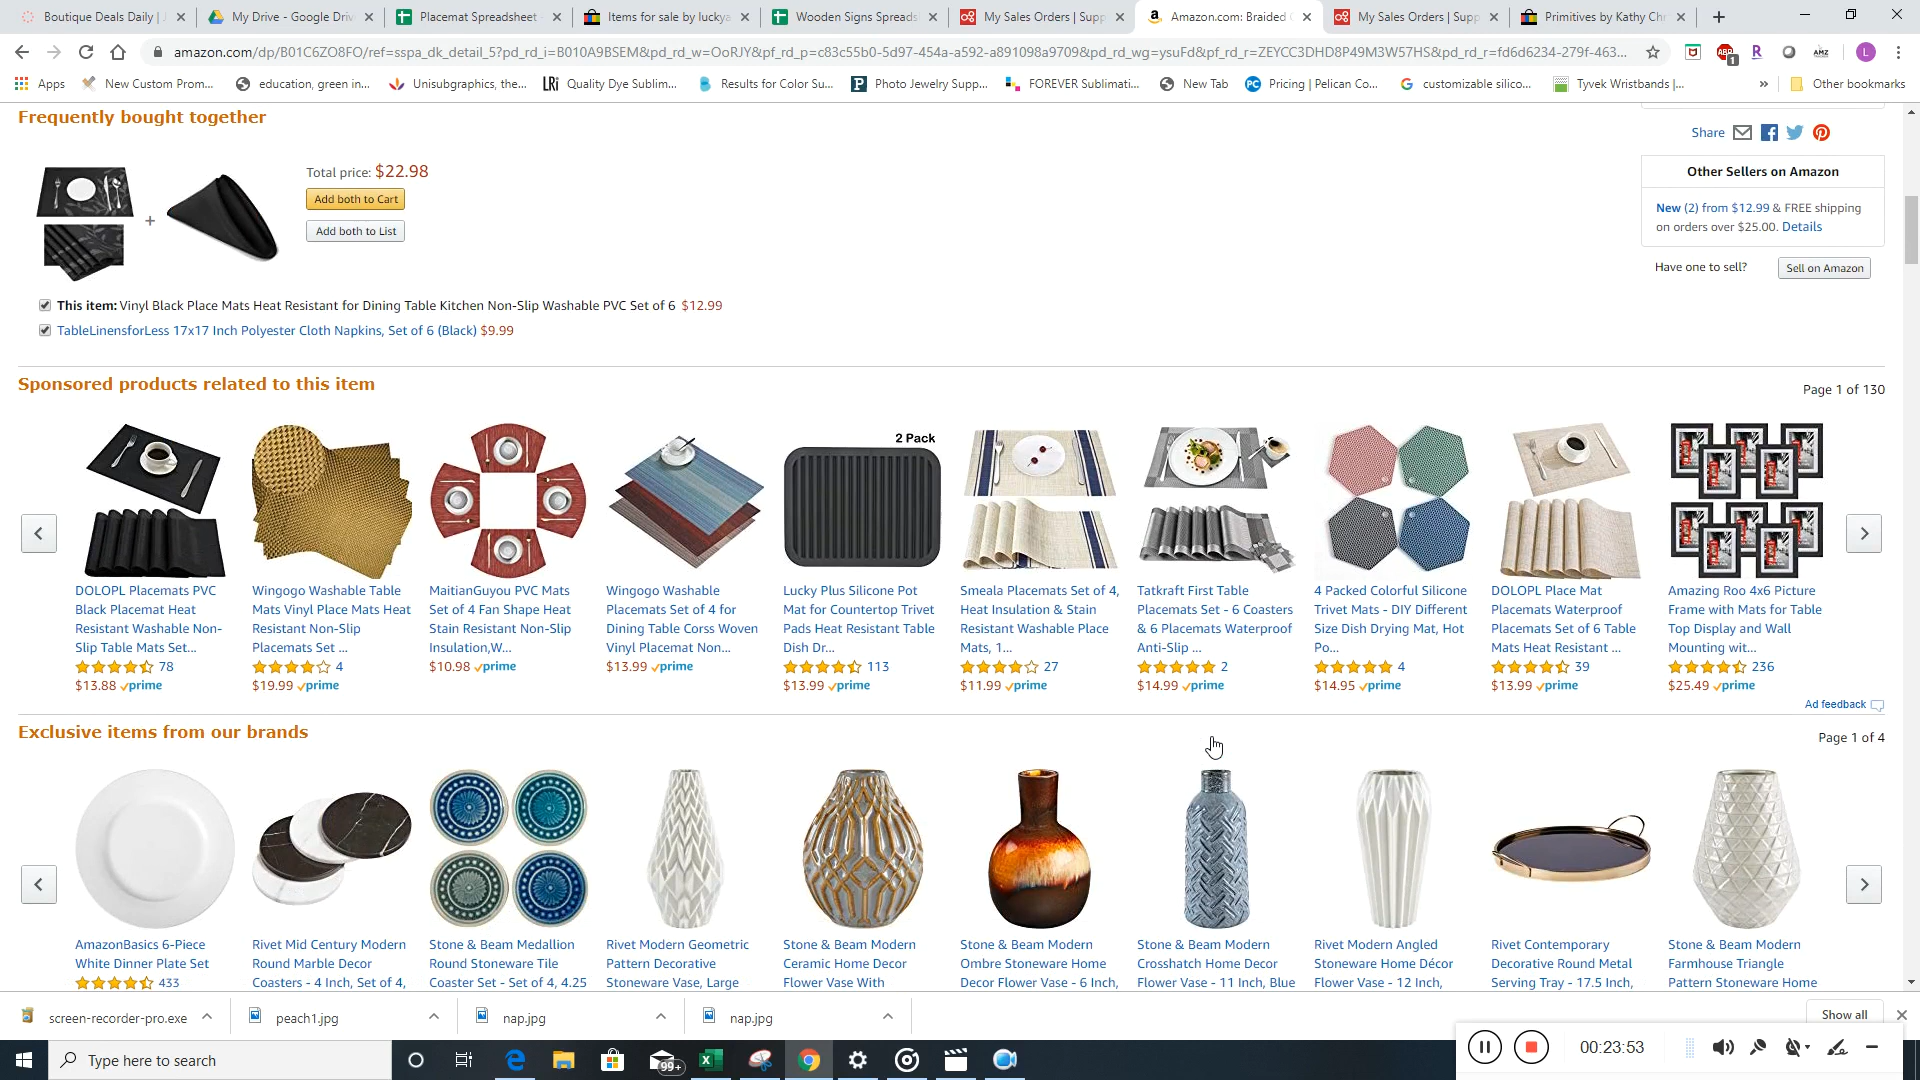 Boutique Deals Daily |
My Drive - Google Driv
Placemat Spreadsheet
Items for sale by luckya
Wooden Signs Spreads
My Sales Orders | Supp
Amazon.com: Braided
My Sales Orders | Supp
Primitives by Kathy Chr
amazon.com/dp/B01C6ZO8FO/ref=sspa_dk_detail_5?pd_rd_i=B010A9BSEM&pd_rd_w=OoRJY&pf_rd_p=c83c55b0-5d97-454a-a592-a891098a9709&pd_rd_wg=ysuFd&pf_rd_r=ZEYCC3DHD8P49M3W57HS&pd_rd_r=fd6d6234-279f-463...
Apps
New Custom Prom...
education, green in...
Unisubgraphics, the...
LRi Quality Dye Sublim...
Results for Color Su...
Photo Jewelry Supp...
FOREVER Sublimati...
New Tab
Pricing | Pelican Co...
customizable silico...
Tyvek Wristbands |...
»
Other bookmarks
Frequently bought together
Total price: $22.98
Add both to Cart
Add both to List
+
This item: Vinyl Black Place Mats Heat Resistant for Dining Table Kitchen Non-Slip Washable PVC Set of 6 $12.99
TableLinensforLess 17x17 Inch Polyester Cloth Napkins, Set of 6 (Black) $9.99
Share
Other Sellers on Amazon
New (2) from $12.99 & FREE shipping
on orders over $25.00. Details
Have one to sell?
Sell on Amazon
Sponsored products related to this item
Page 1 of 130
2 Pack
DOLOPL Placemats PVC
Black Placemat Heat
Resistant Washable Non-
Slip Table Mats Set...
78
$13.88 prime
Wingogo Washable Table
Mats Vinyl Place Mats Heat
Resistant Non-Slip
Placemats Set ...
4
$19.99 prime
MaitianGuyou PVC Mats
Set of 4 Fan Shape Heat
Stain Resistant Non-Slip
Insulation,W...
$10.98 prime
Wingogo Washable
Placemats Set of 4 for
Dining Table Corss Woven
Vinyl Placemat Non...
$13.99 prime
Lucky Plus Silicone Pot
Mat for Countertop Trivet
Pads Heat Resistant Table
Dish Dr...
113
$13.99 prime
Smeala Placemats Set of 4,
Heat Insulation & Stain
Resistant Washable Place
Mats, 1...
27
$11.99 prime
Tatkraft First Table
Placemats Set - 6 Coasters
& 6 Placemats Waterproof
Anti-Slip ...
2
$14.99 prime
4 Packed Colorful Silicone
Trivet Mats - DIY Different
Size Dish Drying Mat, Hot
Po...
4
$14.95 prime
DOLOPL Place Mat
Placemats Waterproof
Placemats Set of 6 Table
Mats Heat Resistant ...
39
$13.99 prime
Amazing Roo 4x6 Picture
Frame with Mats for Table
Top Display and Wall
Mounting wit...
236
$25.49 prime
Ad feedback
Exclusive items from our brands
Page 1 of 4
AmazonBasics 6-Piece
White Dinner Plate Set
433
Rivet Mid Century Modern
Round Marble Decor
Coasters - 4 Inch, Set of 4,
Stone & Beam Medallion
Round Stoneware Tile
Coaster Set - Set of 4, 4.25
Rivet Modern Geometric
Pattern Decorative
Stoneware Vase, Large
Stone & Beam Modern
Ceramic Home Decor
Flower Vase With
Stone & Beam Modern
Ombre Stoneware Home
Decor Flower Vase - 6 Inch,
Stone & Beam Modern
Crosshatch Home Decor
Flower Vase - 11 Inch, Blue
Rivet Modern Angled
Stoneware Home Décor
Flower Vase - 12 Inch,
Rivet Contemporary
Decorative Round Metal
Serving Tray - 17.5 Inch,
Stone & Beam Modern
Farmhouse Triangle
Pattern Stoneware Home
screen-recorder-pro.exe
peach1.jpg
nap.jpg
nap.jpg
Show all
Type here to search
99+
00:23:53